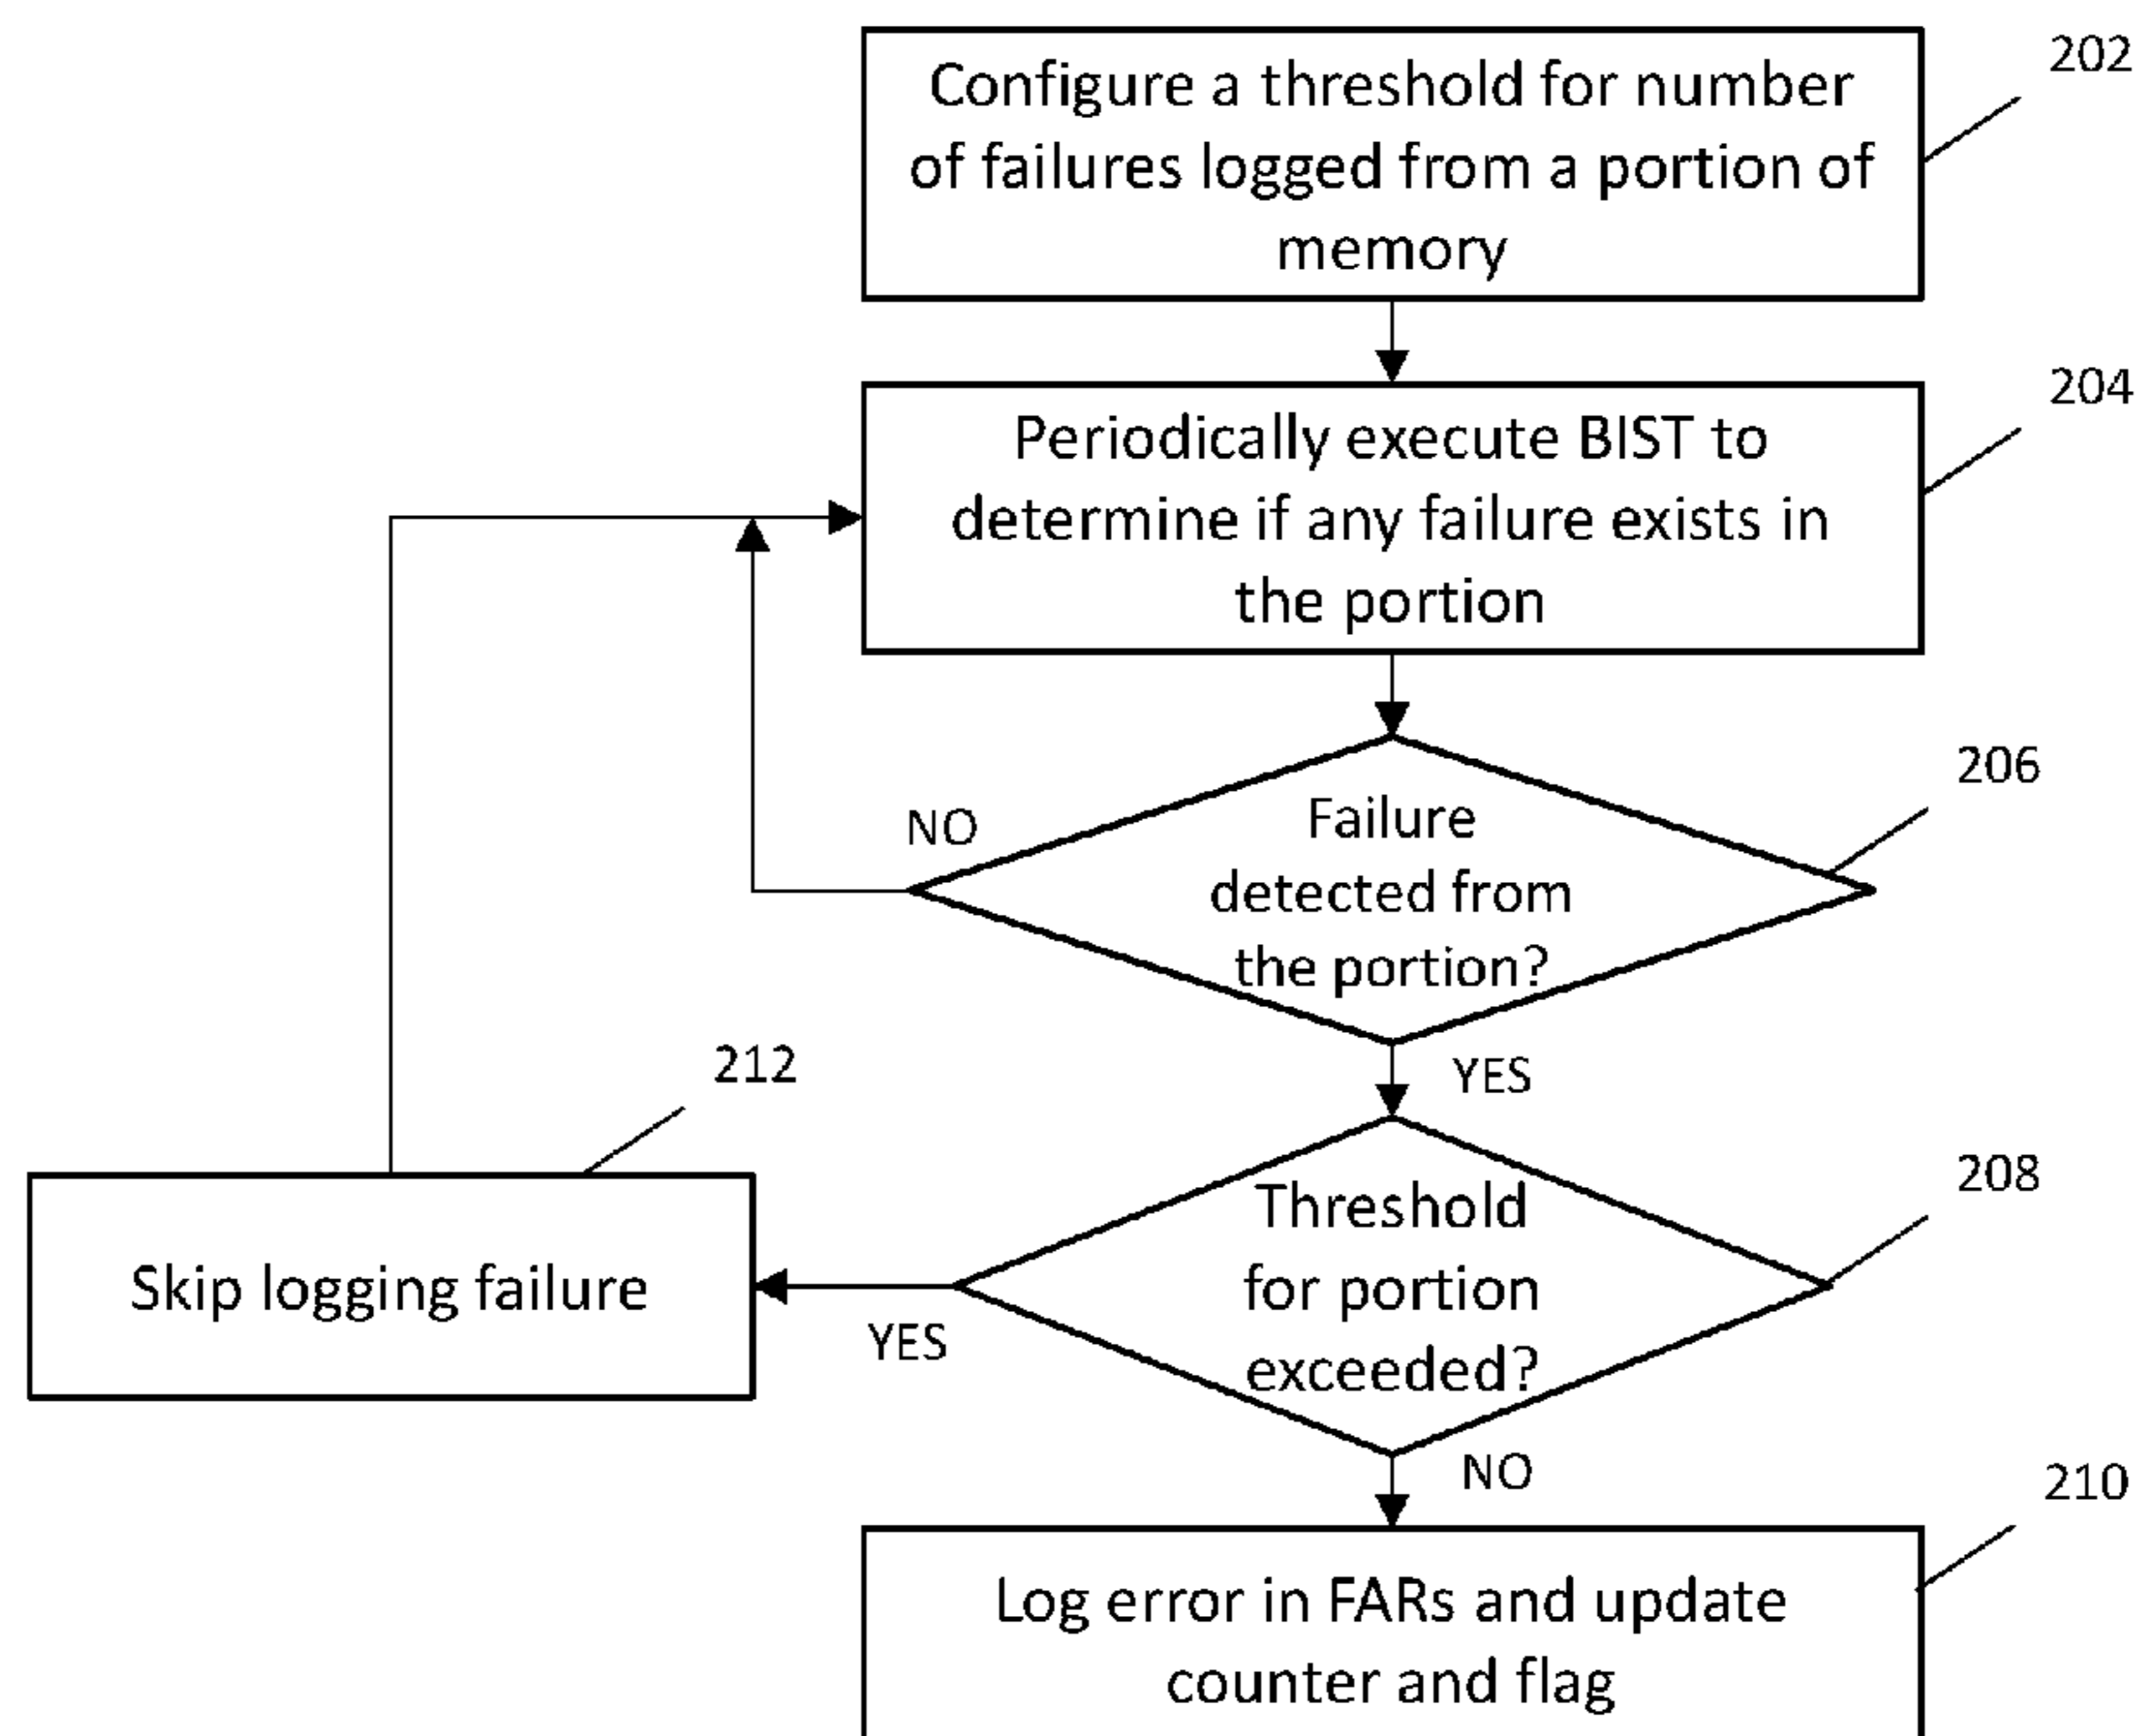 Configure a threshold for number
of failures logged from a portion of
memory
202
Periodically execute BIST to
determine if any failure exists in
the portion
204
Failure
detected from
the portion?
206
NO
YES
Threshold
for portion
exceeded?
208
YES
Skip logging failure
212
NO
Log error in FARs and update
counter and flag
210